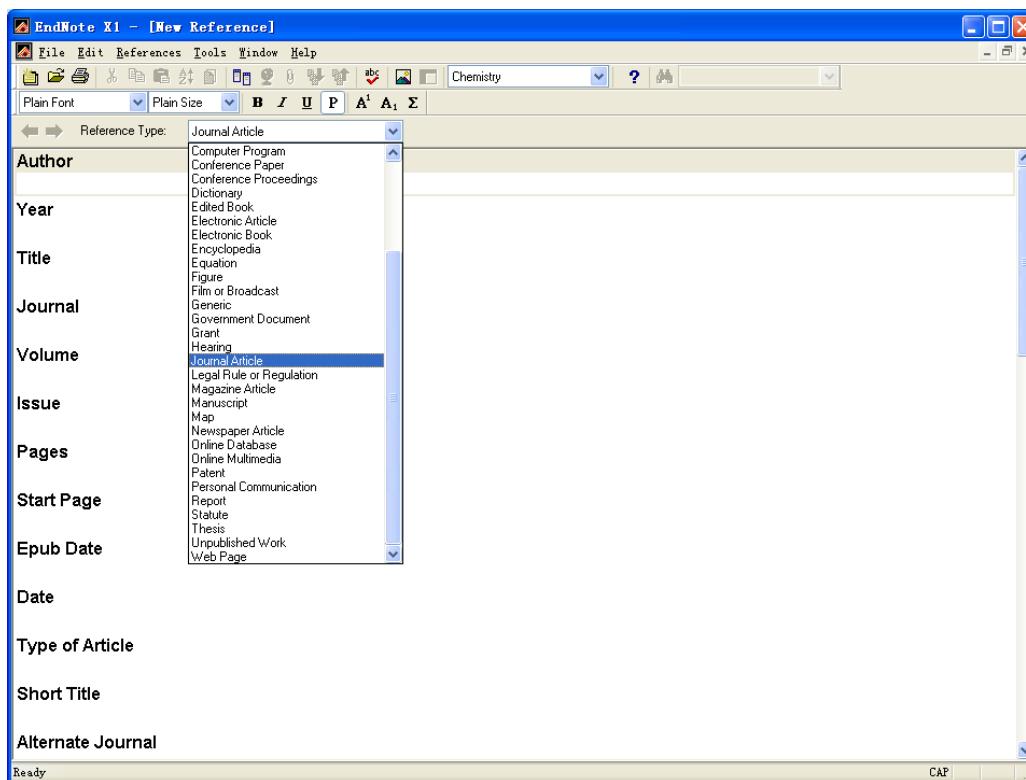 EndNote X1 - [New Reference]
File Edit References Tools Window Help
abc Chemistry ?
Plain Font Plain Size B I U P A¹ A₁ Σ
Reference Type: Journal Article
Computer Program
Author
Conference Paper
Conference Proceedings
Dictionary
Edited Book
Year
Electronic Article
Electronic Book
Encyclopedia
Title
Equation
Figure
Film or Broadcast
Generic
Journal
Government Document
Grant
Hearing
Volume
Journal Article
Legal Rule or Regulation
Magazine Article
Manuscript
Issue
Map
Newspaper Article
Online Database
Pages
Online Multimedia
Patent
Personal Communication
Report
Start Page
Statute
Thesis
Unpublished Work
Epub Date
Web Page
Date
Type of Article
Short Title
Alternate Journal
Ready CAP